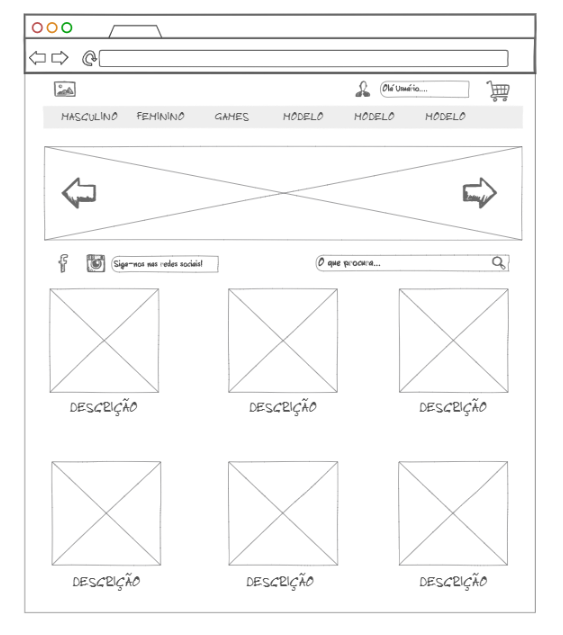 Olá Usuário....
MASCULINO FEMININO GAMES MODELO MODELO MODELO
Siga-nos nas redes sociais! O que procura...
DESCRIÇÃO DESCRIÇÃO DESCRIÇÃO
DESCRIÇÃO DESCRIÇÃO DESCRIÇÃO